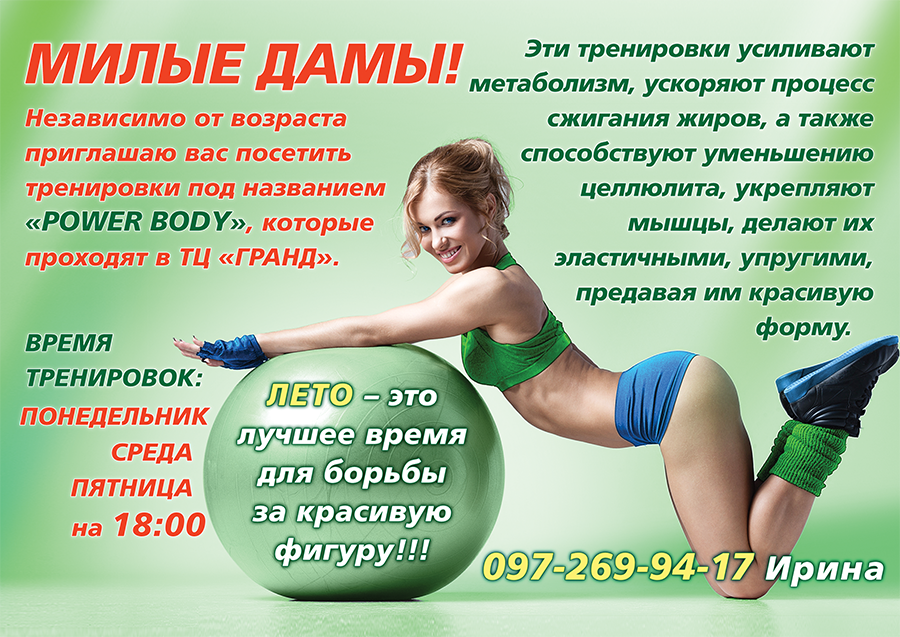 МИЛЫЕ ДАМЫ!
Независимо от возраста
приглашаю вас посетить
тренировки под названием
«POWER BODY», которые
проходят в ТЦ «ГРАНД».
Эти тренировки усиливают
метаболизм, ускоряют процесс
сжигания жиров, а также
способствуют уменьшению
целлюлита, укрепляют
мышцы, делают их
эластичными, упругими,
предавая им красивую
форму.
ВРЕМЯ
ТРЕНИРОВОК:
ПОНЕДЕЛЬНИК
СРЕДА
ПЯТНИЦА
на 18:00
ЛЕТО – это
лучшее время
для борьбы
за красивую
фигуру!!!
097-269-94-17 Ирина